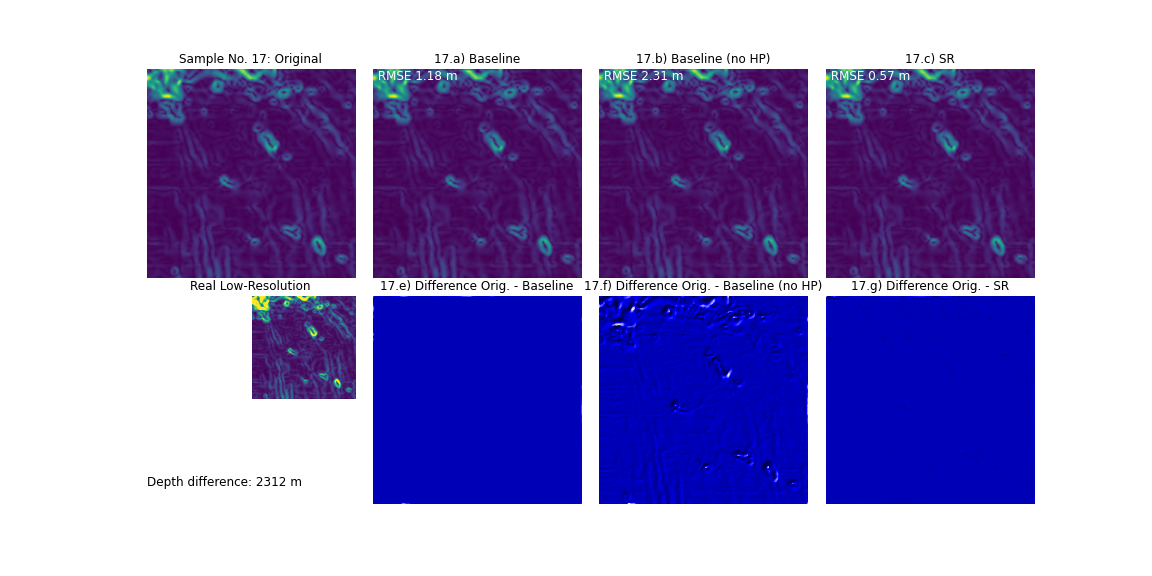 Sample No. 17: Original
17.a) Baseline
17.b) Baseline (no HP)
17.c) SR
RMSE 1.18 m
RMSE 2.31 m
RMSE 0.57 m
Real Low-Resolution
17.e) Difference Orig. - Baseline
17.f) Difference Orig. - Baseline (no HP)
17.g) Difference Orig. - SR
Depth difference: 2312 m